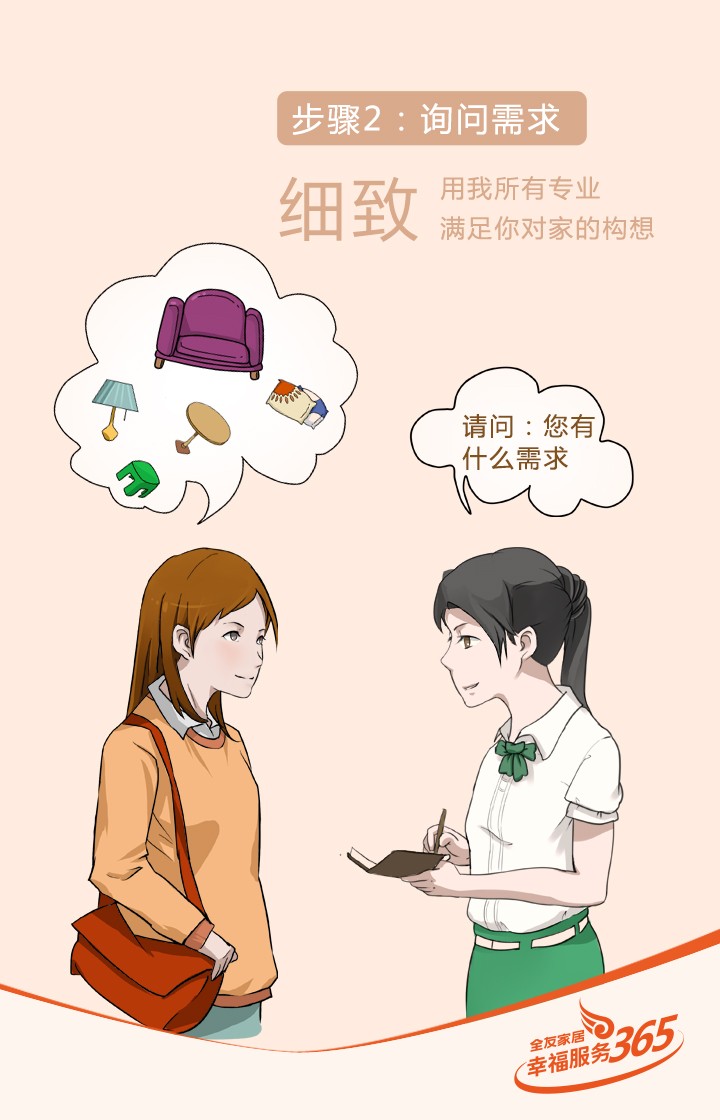 步骤2：询问需求
细致
用我所有专业
满足你对家的构想
请问：您有
什么需求
全友家居
幸福服务365